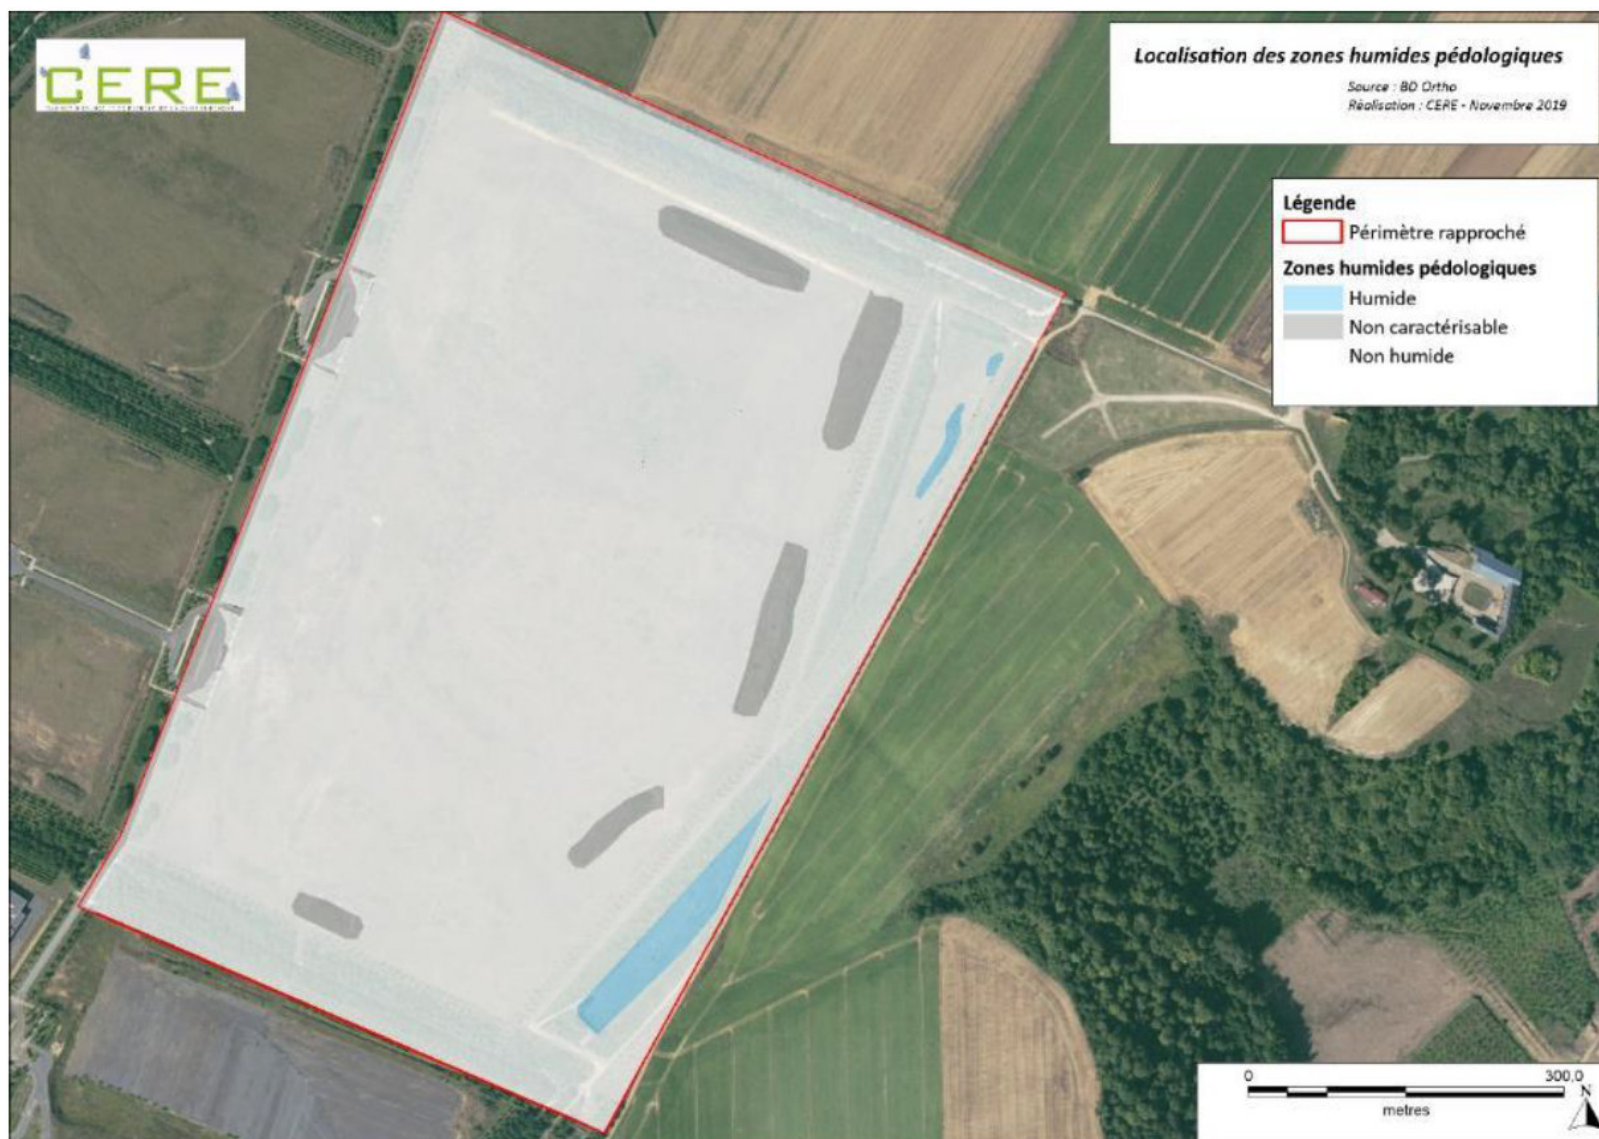 CERE
Localisation des zones humides pédologiques
Source : BD Ortho
Réalisation : CERE - Novembre 2019
Légende
Périmètre rapproché
Zones humides pédologiques
Humide
Non caractérisable
Non humide
0 300,0
metres
N